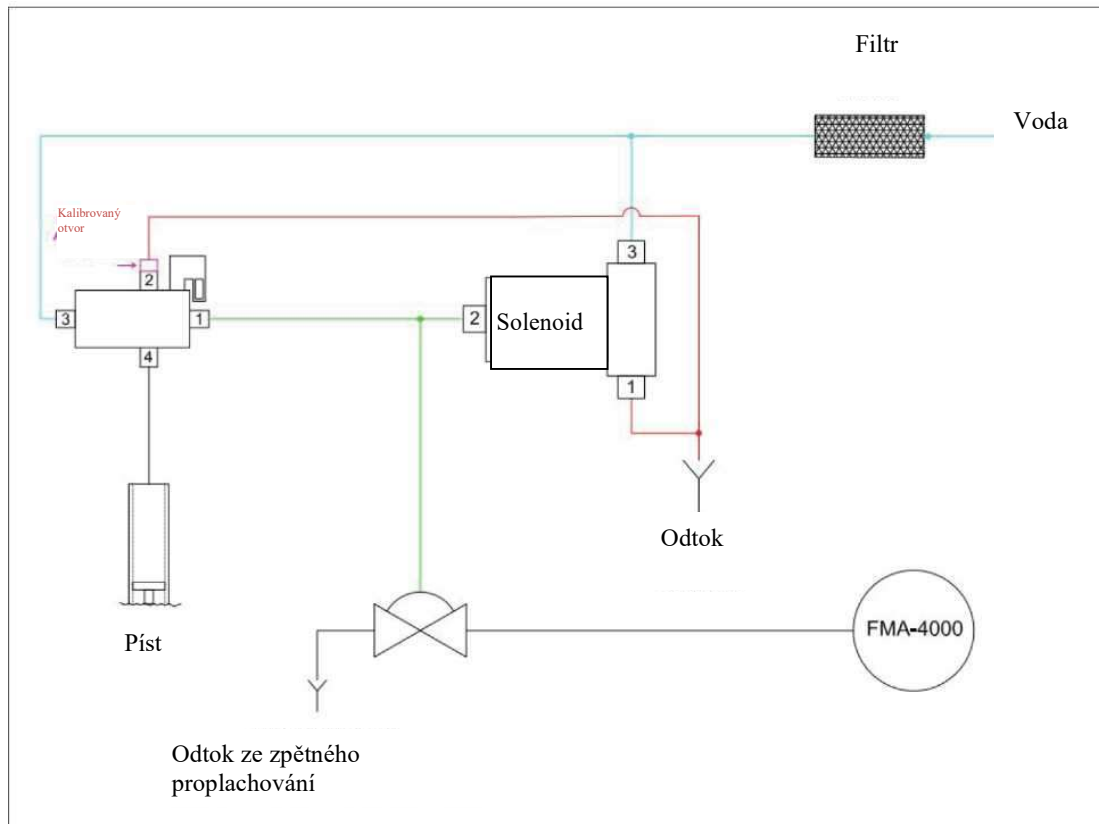 Filtr
Voda
Kalibrovaný
otvor
2
3
3
1
2
Solenoid
4
1
Odtok
FMA-4000
Píst
Odtok ze zpětného
proplachování